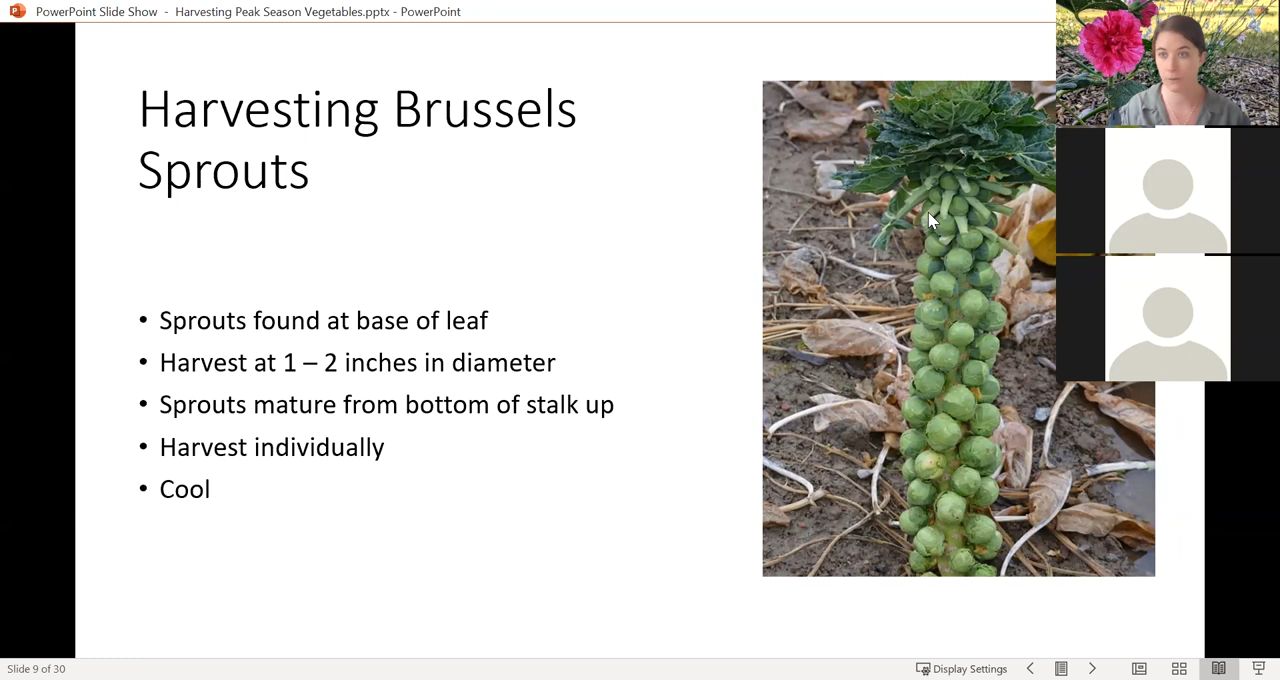 PowerPoint Slide Show - Harvesting Peak Season Vegetables.pptx - PowerPoint
Harvesting Brussels
Sprouts
• Sprouts found at base of leaf
• Harvest at 1 – 2 inches in diameter
• Sprouts mature from bottom of stalk up
• Harvest individually
• Cool
Slide 9 of 30
Display Settings